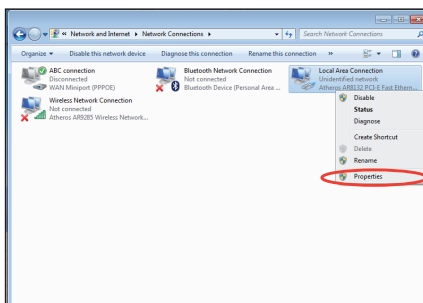 « Network and Internet ▸ Network Connections ▸ Search Network Connections
Organize ▾ Disable this network device Diagnose this connection Rename this connection »
ABC connection
Disconnected
WAN Miniport (PPPOE)
Bluetooth Network Connection
Not connected
Bluetooth Device (Personal Area ...
Local Area Connection
Unidentified network
Atheros AR8132 PCI-E Fast Ethern...
Wireless Network Connection
Not connected
Atheros AR9285 Wireless Network...
Disable
Status
Diagnose
Create Shortcut
Delete
Rename
Properties